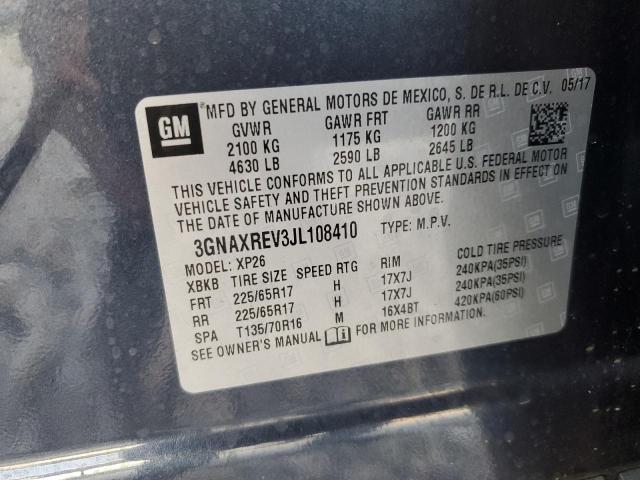 GM
MFD BY GENERAL MOTORS DE MEXICO, S. DE R.L. DE C.V. 05/17
GVWR GAWR FRT GAWR RR
2100 KG 1175 KG 1200 KG
4630 LB 2590 LB 2645 LB
THIS VEHICLE CONFORMS TO ALL APPLICABLE U.S. FEDERAL MOTOR
VEHICLE SAFETY AND THEFT PREVENTION STANDARDS IN EFFECT ON
THE DATE OF MANUFACTURE SHOWN ABOVE.
3GNAXREV3JL108410 TYPE: M.P.V.
MODEL: XP26
XBKB TIRE SIZE SPEED RTG RIM COLD TIRE PRESSURE
FRT 225/65R17 H 17X7J 240KPA(35PSI)
RR 225/65R17 H 17X7J 240KPA(35PSI)
SPA T135/70R16 M 16X4BT 420KPA(60PSI)
SEE OWNER'S MANUAL FOR MORE INFORMATION.